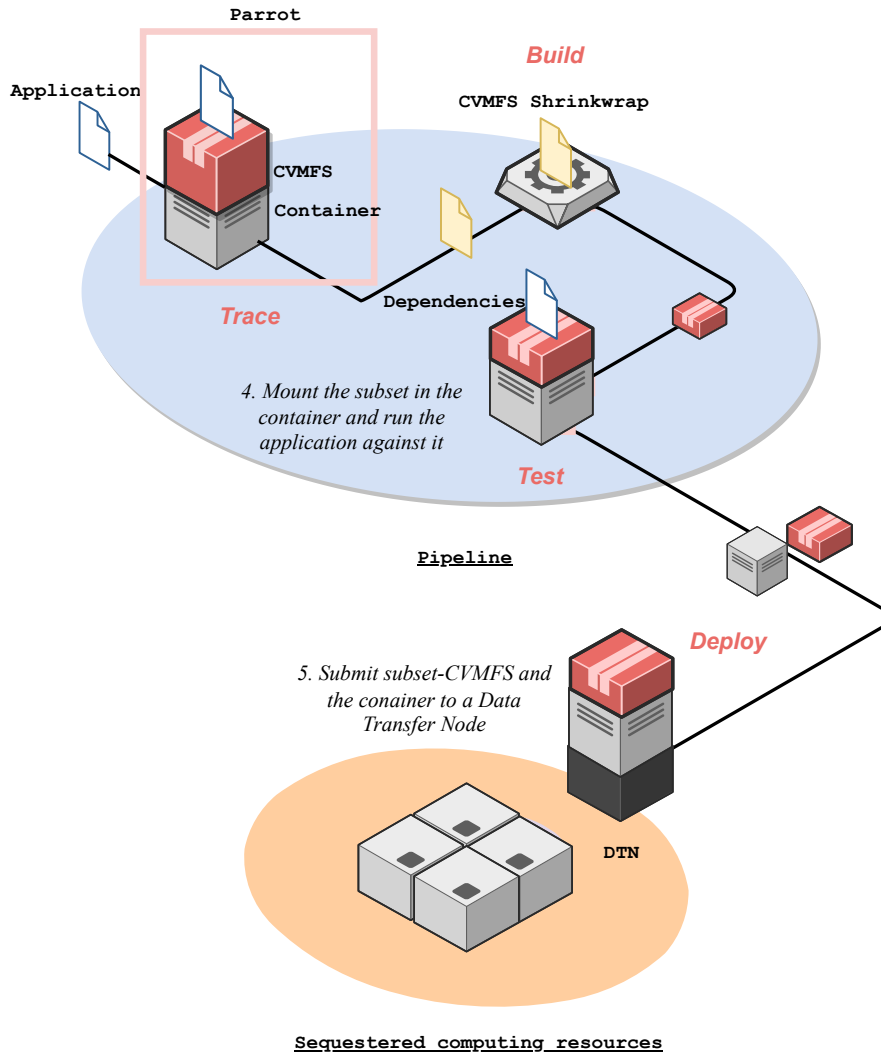 Parrot
Build
Application
CVMFS Shrinkwrap
CVMFS
Container
Dependencies
Trace
4. Mount the subset in the
container and run the
application against it
Test
Pipeline
Deploy
5. Submit subset-CVMFS and
the conainer to a Data
Transfer Node
DTN
Sequestered computing resources